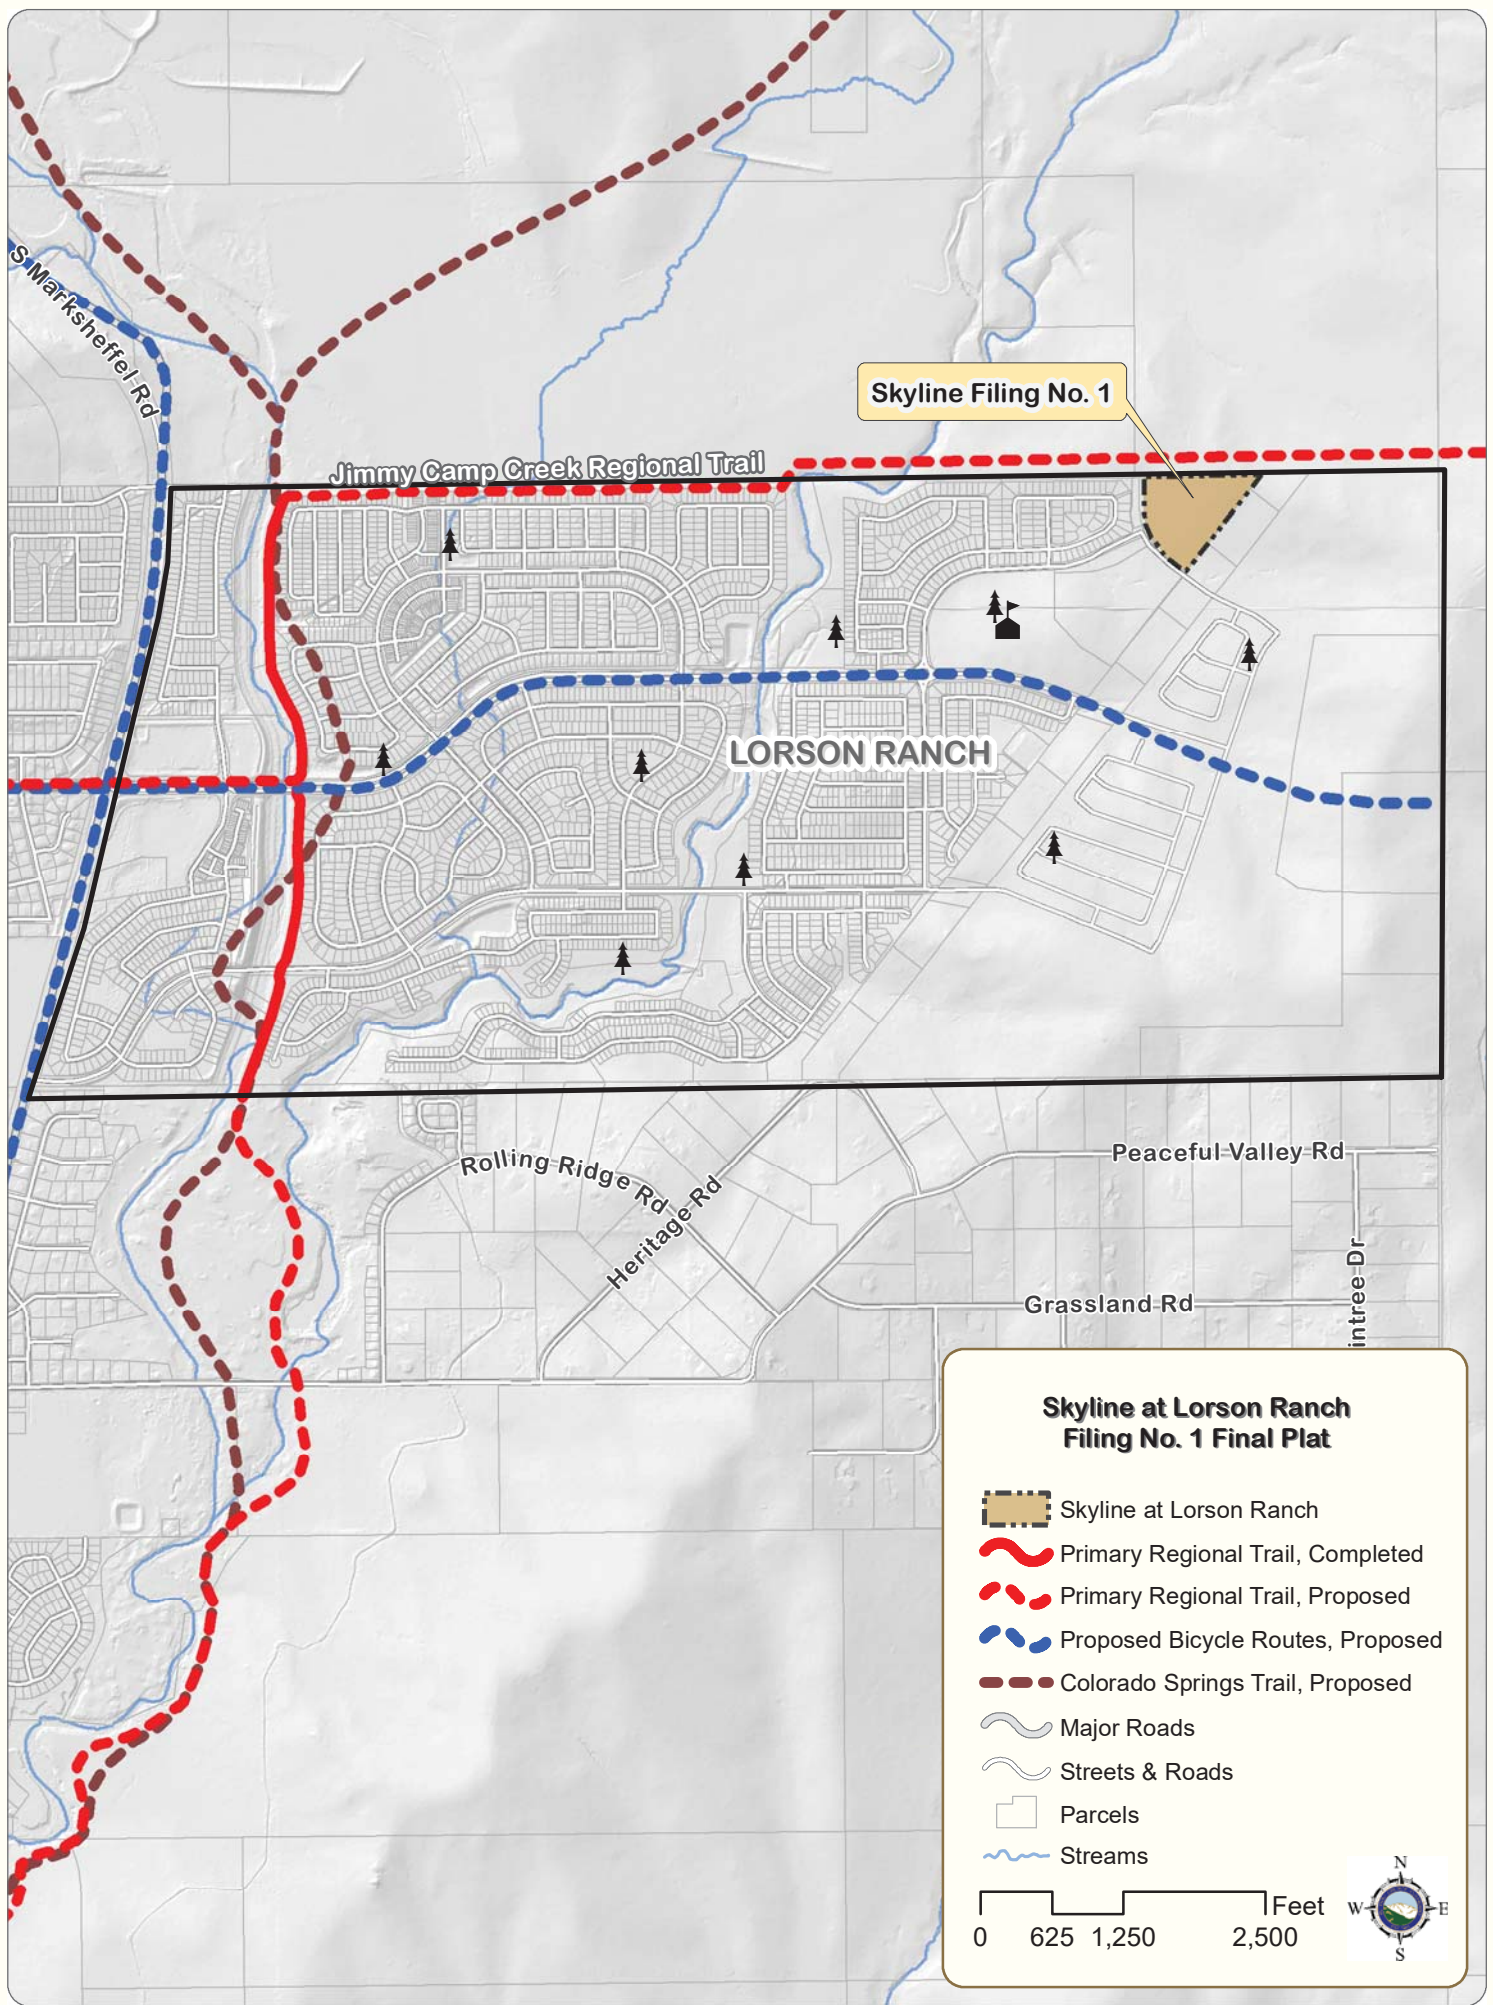 S Marksheffel Rd
Skyline Filing No. 1
Jimmy Camp Creek Regional Trail
LORSON RANCH
Peaceful Valley Rd
Rolling Ridge Rd
Heritage Rd
Grassland Rd
intree Dr
Skyline at Lorson Ranch
Filing No. 1 Final Plat
Skyline at Lorson Ranch
Primary Regional Trail, Completed
Primary Regional Trail, Proposed
Proposed Bicycle Routes, Proposed
Colorado Springs Trail, Proposed
Major Roads
Streets & Roads
Parcels
Streams
Feet
0 625 1,250 2,500
N
W E
S